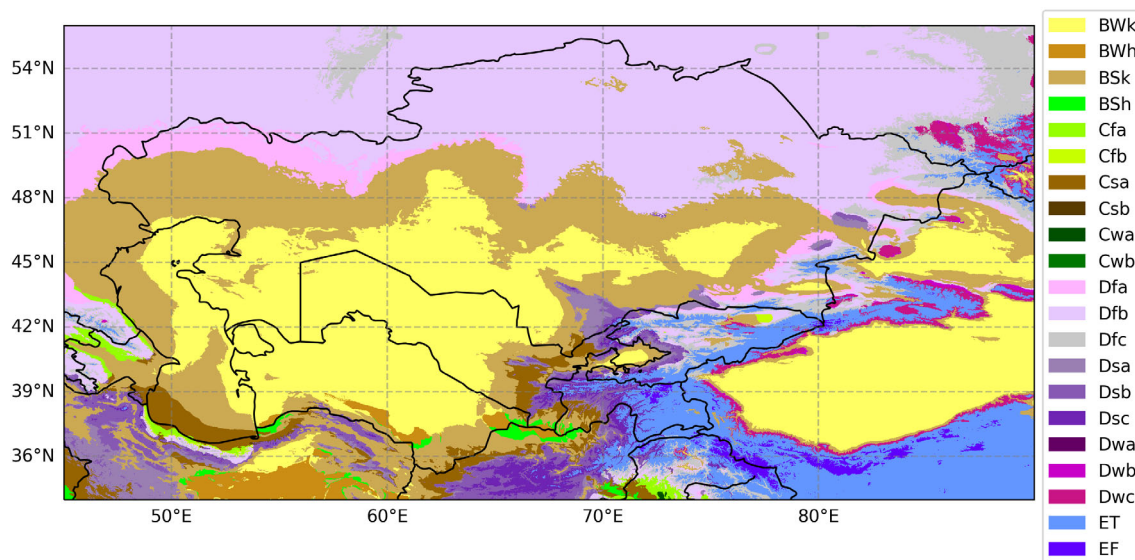 54°N
51°N
48°N
45°N
42°N
39°N
36°N
50°E
60°E
70°E
80°E
BWk
BWh
BSk
BSh
Cfa
Cfb
Csa
Csb
Cwa
Cwb
Dfa
Dfb
Dfc
Dsa
Dsb
Dsc
Dwa
Dwb
Dwc
ET
EF